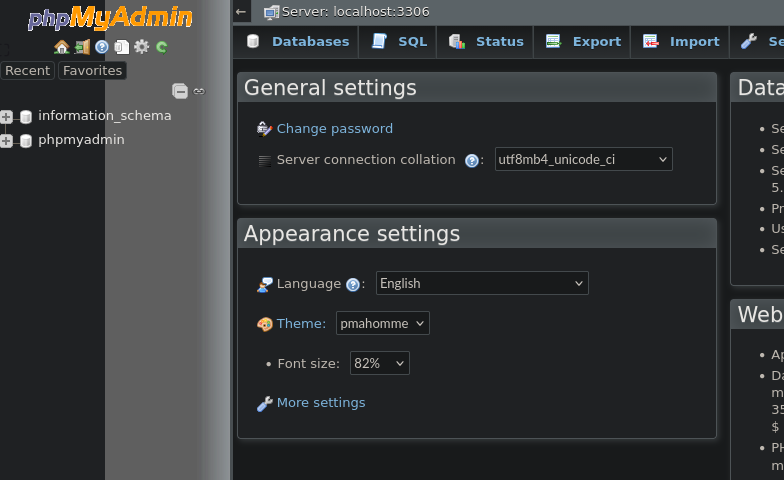 phpMyAdmin
Recent
Favorites
information_schema
phpmyadmin
Server: localhost:3306
Databases
SQL
Status
Export
Import
Se
General settings
Change password
Server connection collation
:
utf8mb4_unicode_ci
Appearance settings
Language
:
English
Theme:
pmahomme
• Font size:
82%
More settings
Data
• Se
• Se
• Se
5.
• Pr
• Us
• Se
Web
• Ap
• Da
m
35
$
• PH
m